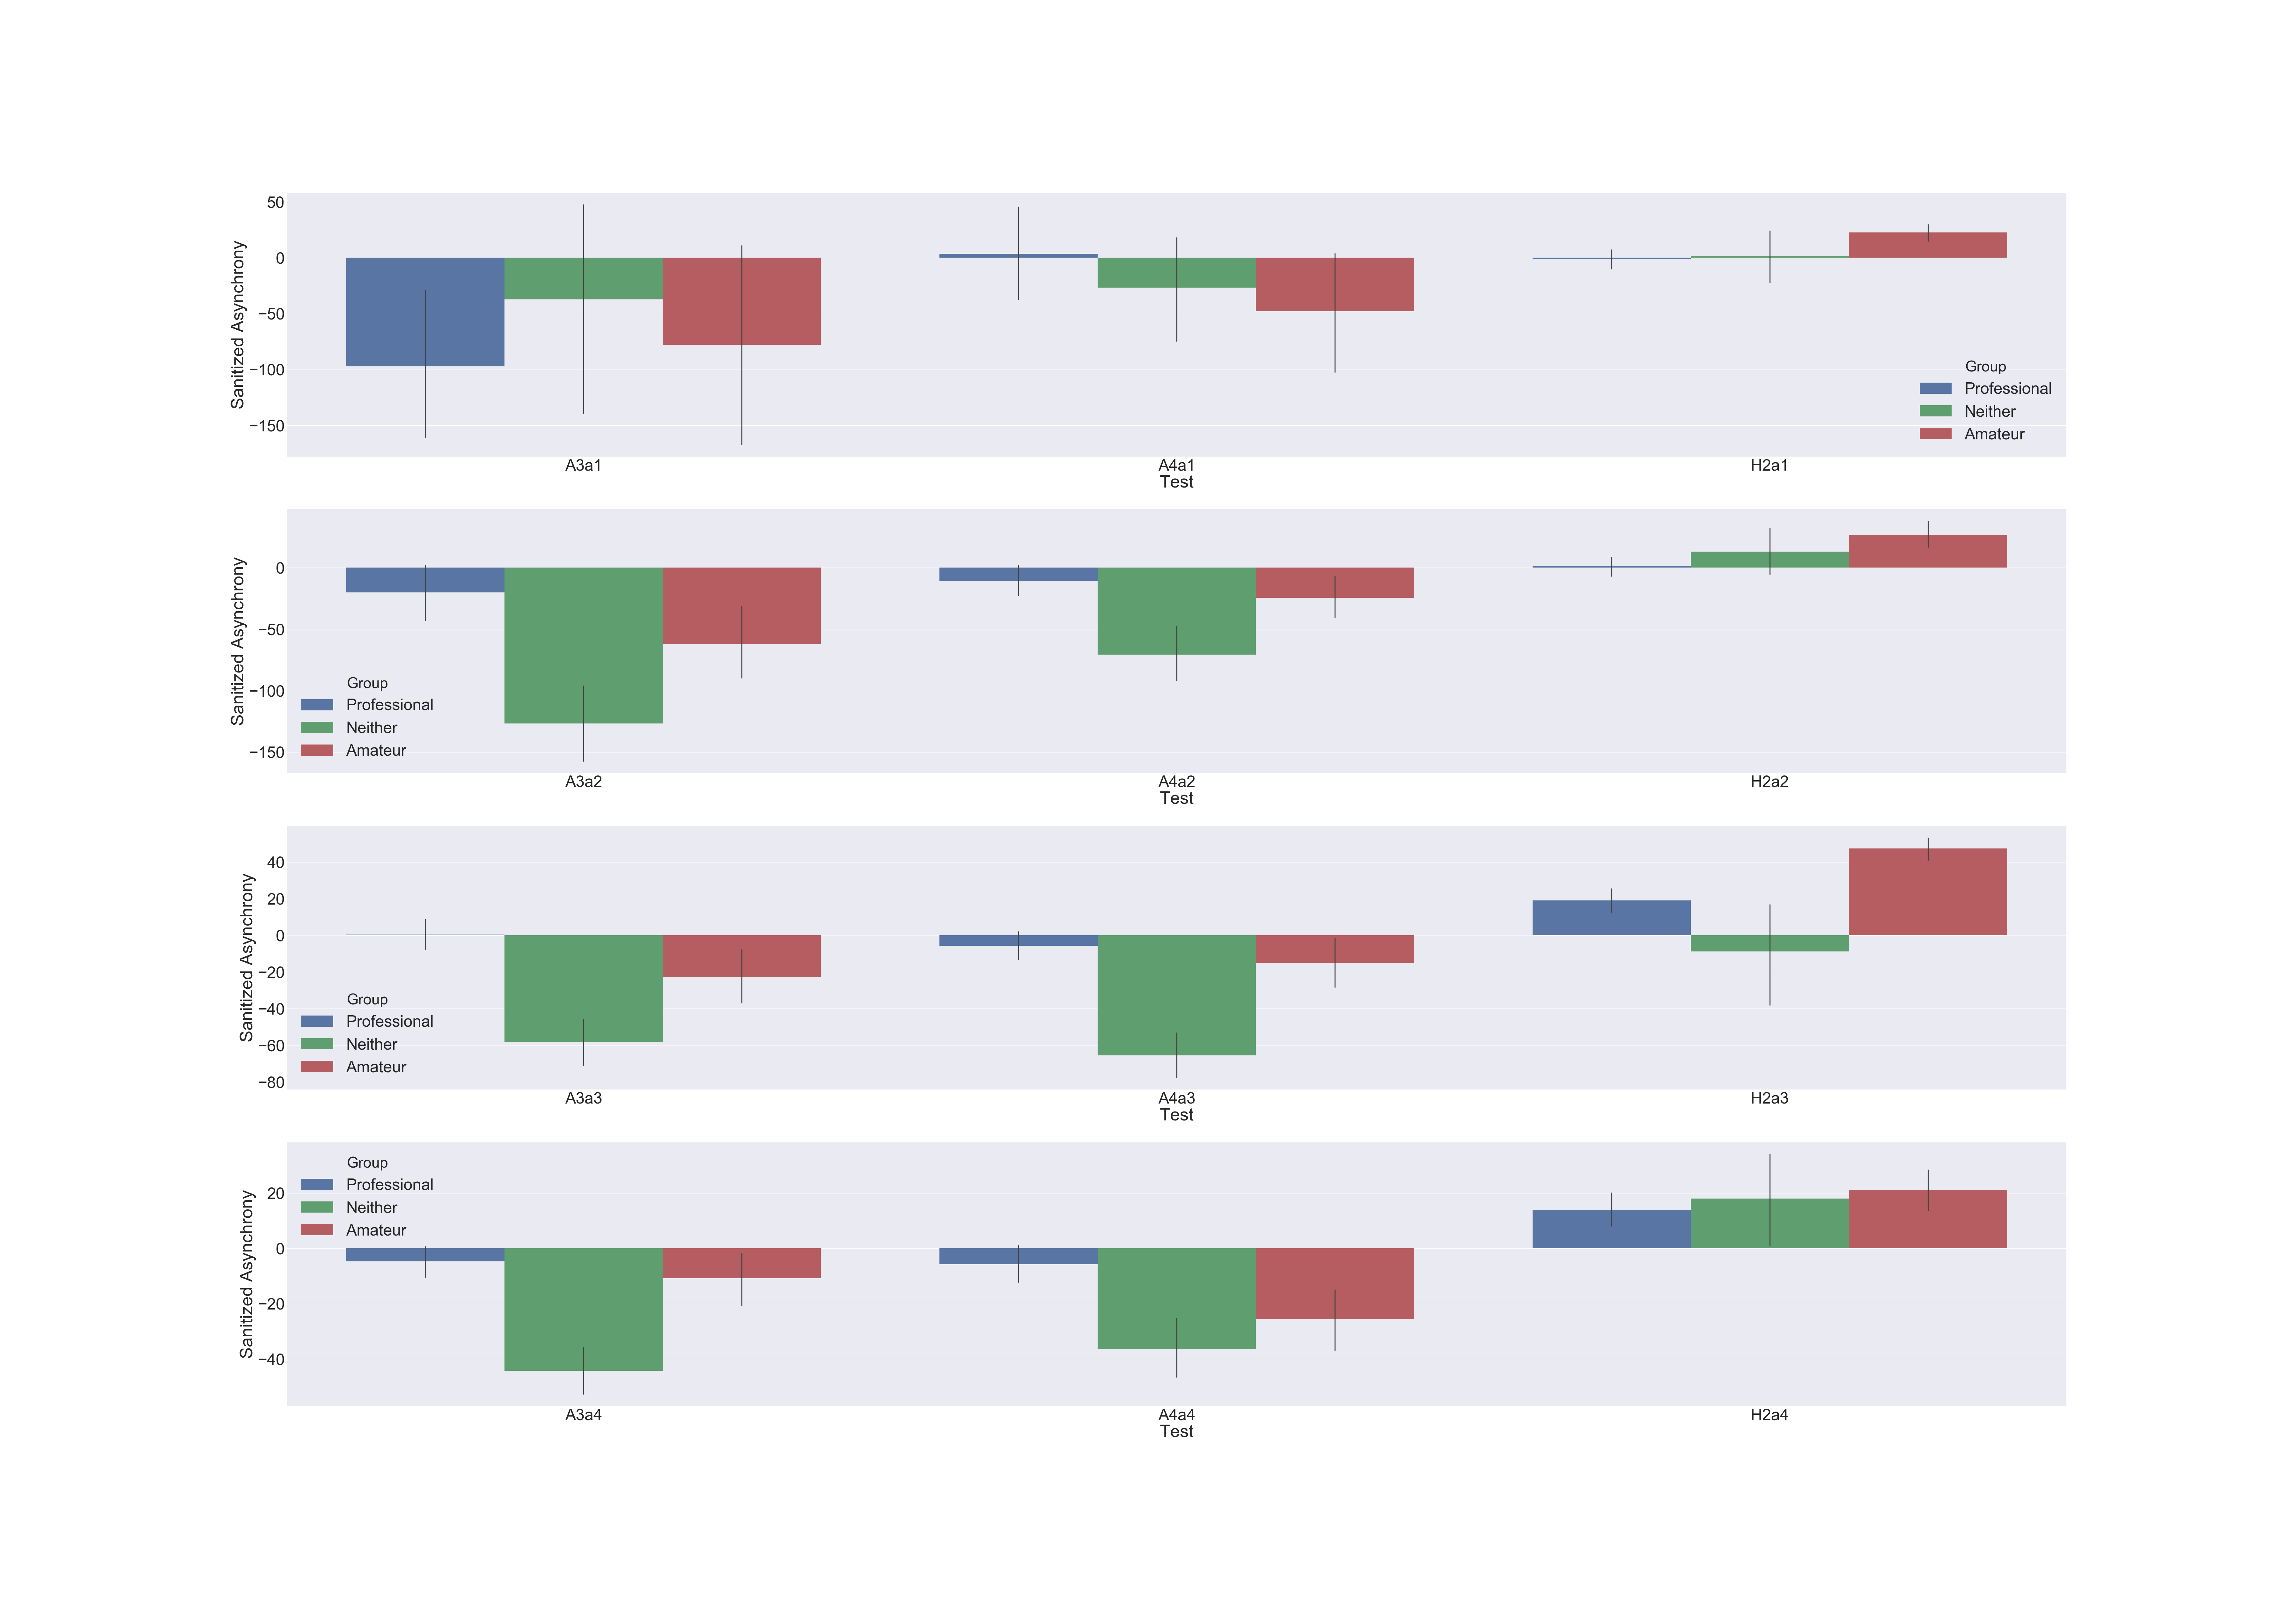 50
0
−50
−100
−150
Sanitized Asynchrony
Group
Professional
Neither
Amateur
A3a1 A4a1 H2a1
Test
0
−50
−100
−150
Sanitized Asynchrony
Group
Professional
Neither
Amateur
A3a2 A4a2 H2a2
Test
40
20
0
−20
−40
−60
−80
Sanitized Asynchrony
Group
Professional
Neither
Amateur
A3a3 A4a3 H2a3
Test
20
0
−20
−40
Sanitized Asynchrony
Group
Professional
Neither
Amateur
A3a4 A4a4 H2a4
Test